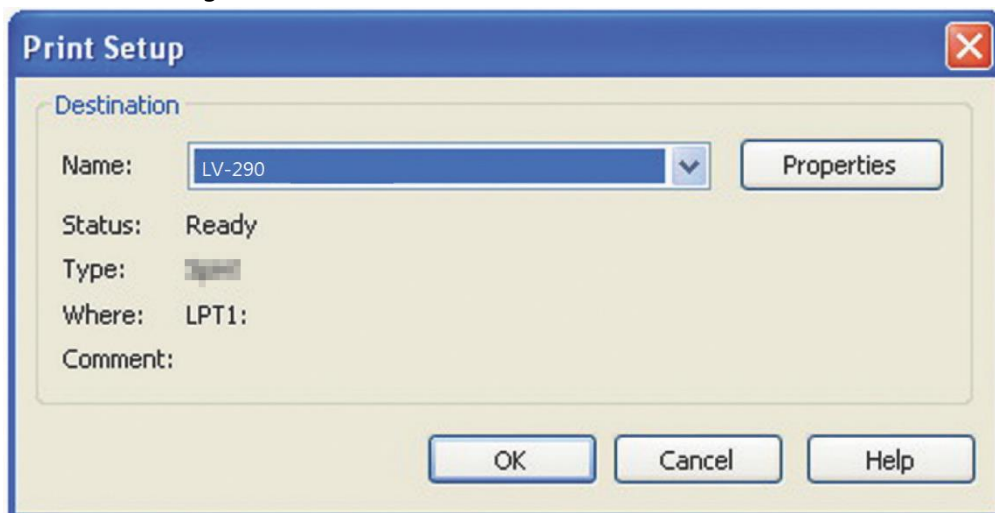 Print Setup
Destination
Name: LV-290 Properties
Status: Ready
Type:
Where: LPT1:
Comment:
OK Cancel Help